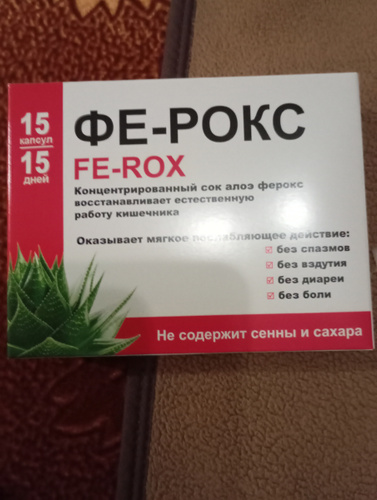 15
капсул
15
дней
ФЕ-РОКС
FE-ROX
Концентрированный сок алоэ ферокс
восстанавливает естественную
работу кишечника
Оказывает мягкое послабляющее действие:
без спазмов
без вздутия
без диареи
без боли
Не содержит сенны и сахара